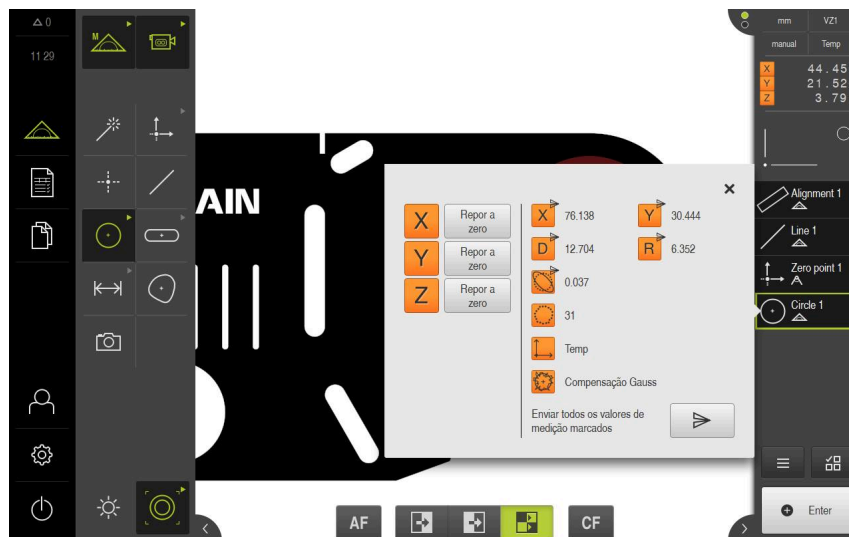 0
11 29
M
AIN
X
Repor a
zero
Y
Repor a
zero
Z
Repor a
zero
X 76.138
Y 30.444
D 12.704
R 6.352
0.037
31
Temp
Compensação Gauss
Enviar todos os valores de
medição marcados
mm VZ1
manual Temp
X 44.45
Y 21.52
Z 3.79
Alignment 1
Line 1
Zero point 1
Circle 1
Enter
AF
CF